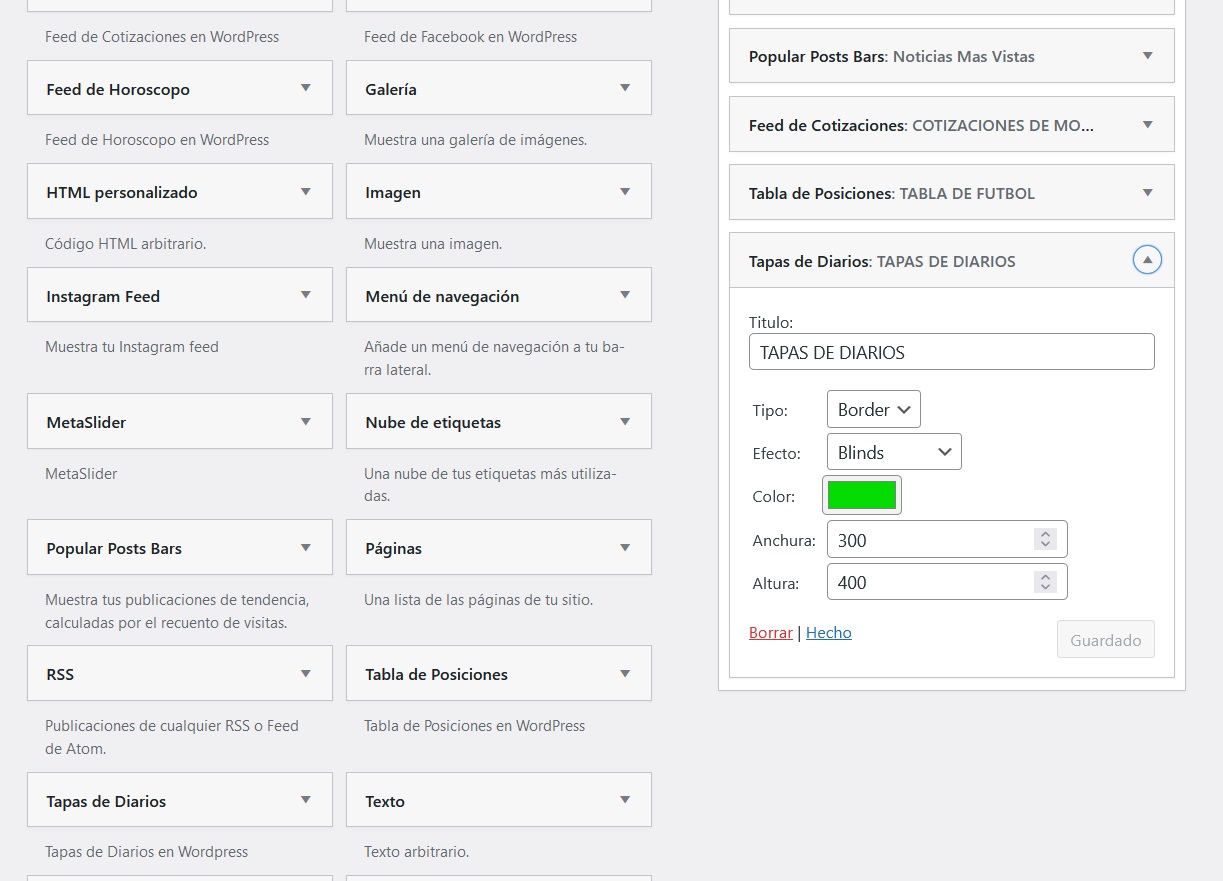 Feed de Cotizaciones en WordPress
Feed de Facebook en WordPress
Feed de Horoscopo
Galería
Feed de Horoscopo en WordPress
Muestra una galería de imágenes.
HTML personalizado
Imagen
Código HTML arbitrario.
Muestra una imagen.
Instagram Feed
Menú de navegación
Muestra tu Instagram feed
Añade un menú de navegación a tu ba-
rra lateral.
MetaSlider
Nube de etiquetas
MetaSlider
Una nube de tus etiquetas más utiliza-
das.
Popular Posts Bars
Páginas
Muestra tus publicaciones de tendencia,
calculadas por el recuento de visitas.
Una lista de las páginas de tu sitio.
RSS
Tabla de Posiciones
Publicaciones de cualquier RSS o Feed
de Atom.
Tabla de Posiciones en WordPress
Tapas de Diarios
Texto
Tapas de Diarios en Wordpress
Texto arbitrario.
Popular Posts Bars: Noticias Mas Vistas
Feed de Cotizaciones: COTIZACIONES DE MO...
Tabla de Posiciones: TABLA DE FUTBOL
Tapas de Diarios: TAPAS DE DIARIOS
Titulo:
TAPAS DE DIARIOS
Tipo: Border
Efecto: Blinds
Color:
Anchura: 300
Altura: 400
Borrar | Hecho
Guardado